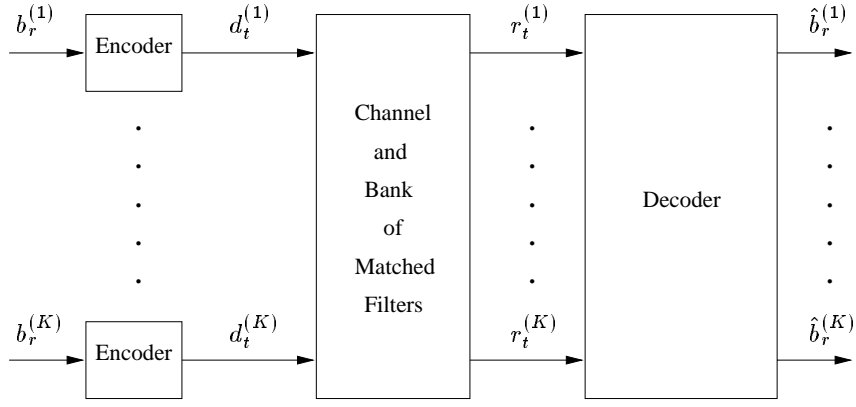 b_r^{(1)} Encoder d_t^{(1)} r_t^{(1)} \hat{b}_r^{(1)}
Channel
and
Bank
of
Matched
Filters
Decoder
b_r^{(K)} Encoder d_t^{(K)} r_t^{(K)} \hat{b}_r^{(K)}